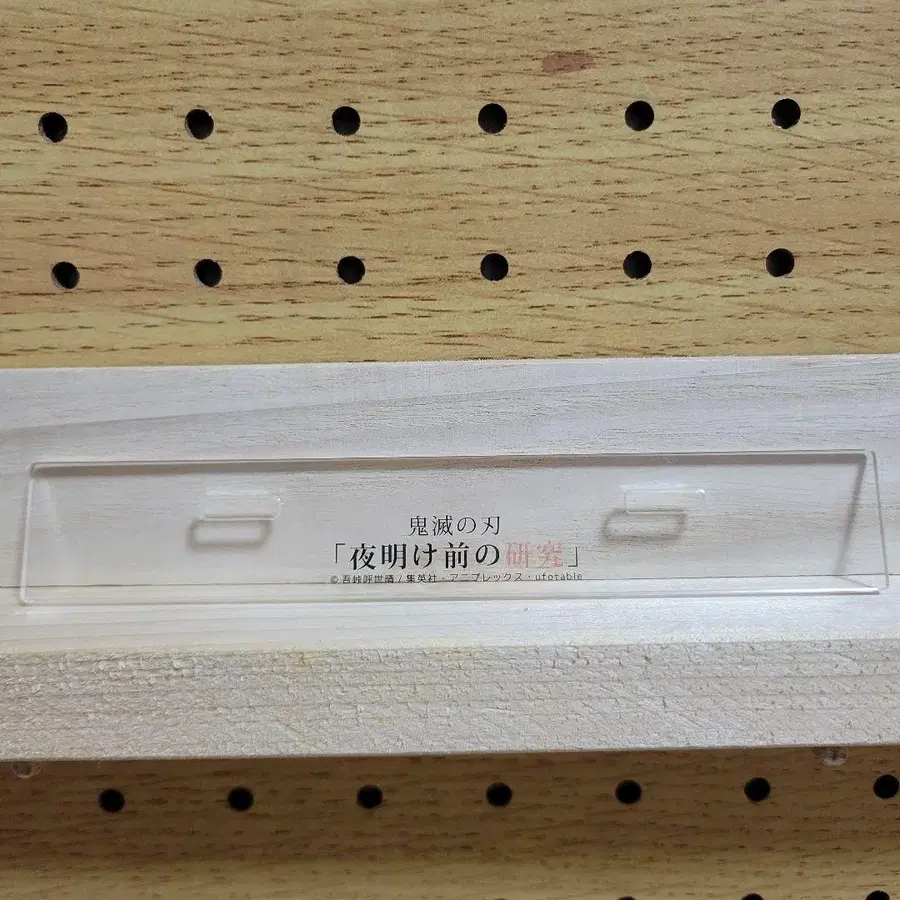 鬼滅の刃
「夜明け前の研究」
© 吾峠呼世晴 / 集英社・アニプレックス・ufotable